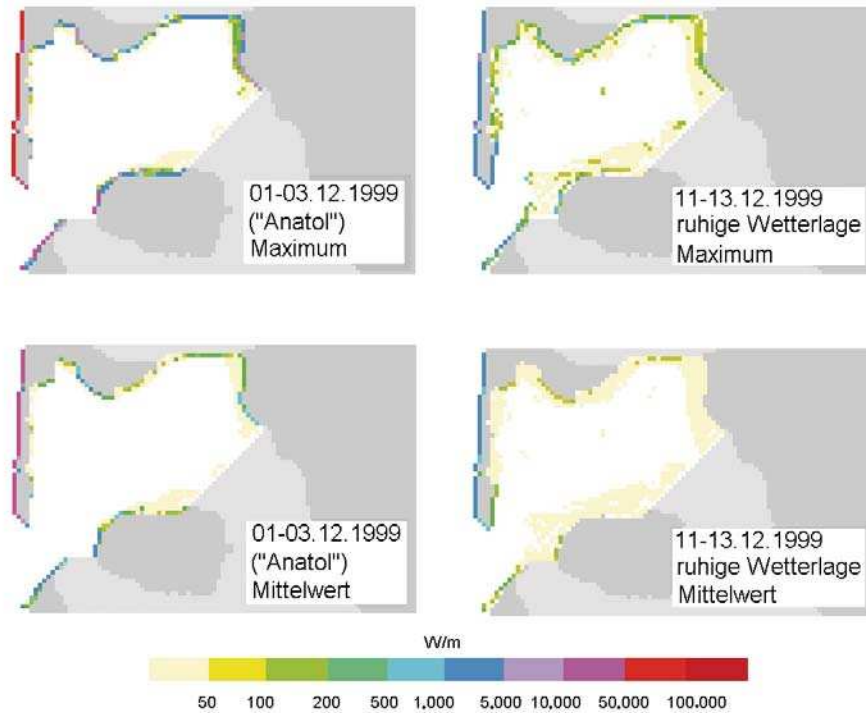 01-03.12.1999
("Anatol")
Maximum
11-13.12.1999
ruhige Wetterlage
Maximum
01-03.12.1999
("Anatol")
Mittelwert
11-13.12.1999
ruhige Wetterlage
Mittelwert
W/m
50 100 200 500 1,000 5,000 10,000 50,000 100.000